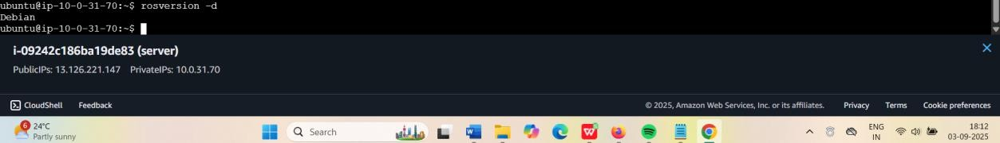 ubuntu@ip-10-0-31-70:~$ rosversion -d
Debian
ubuntu@ip-10-0-31-70:~$
i-09242c186ba19de83 (server)
PublicIPs: 13.126.221.147 PrivateIPs: 10.0.31.70
CloudShell Feedback © 2025, Amazon Web Services, Inc. or its affiliates. Privacy Terms Cookie preferences
6 24°C Search ENG 18:12
Partly sunny IN 03-09-2025